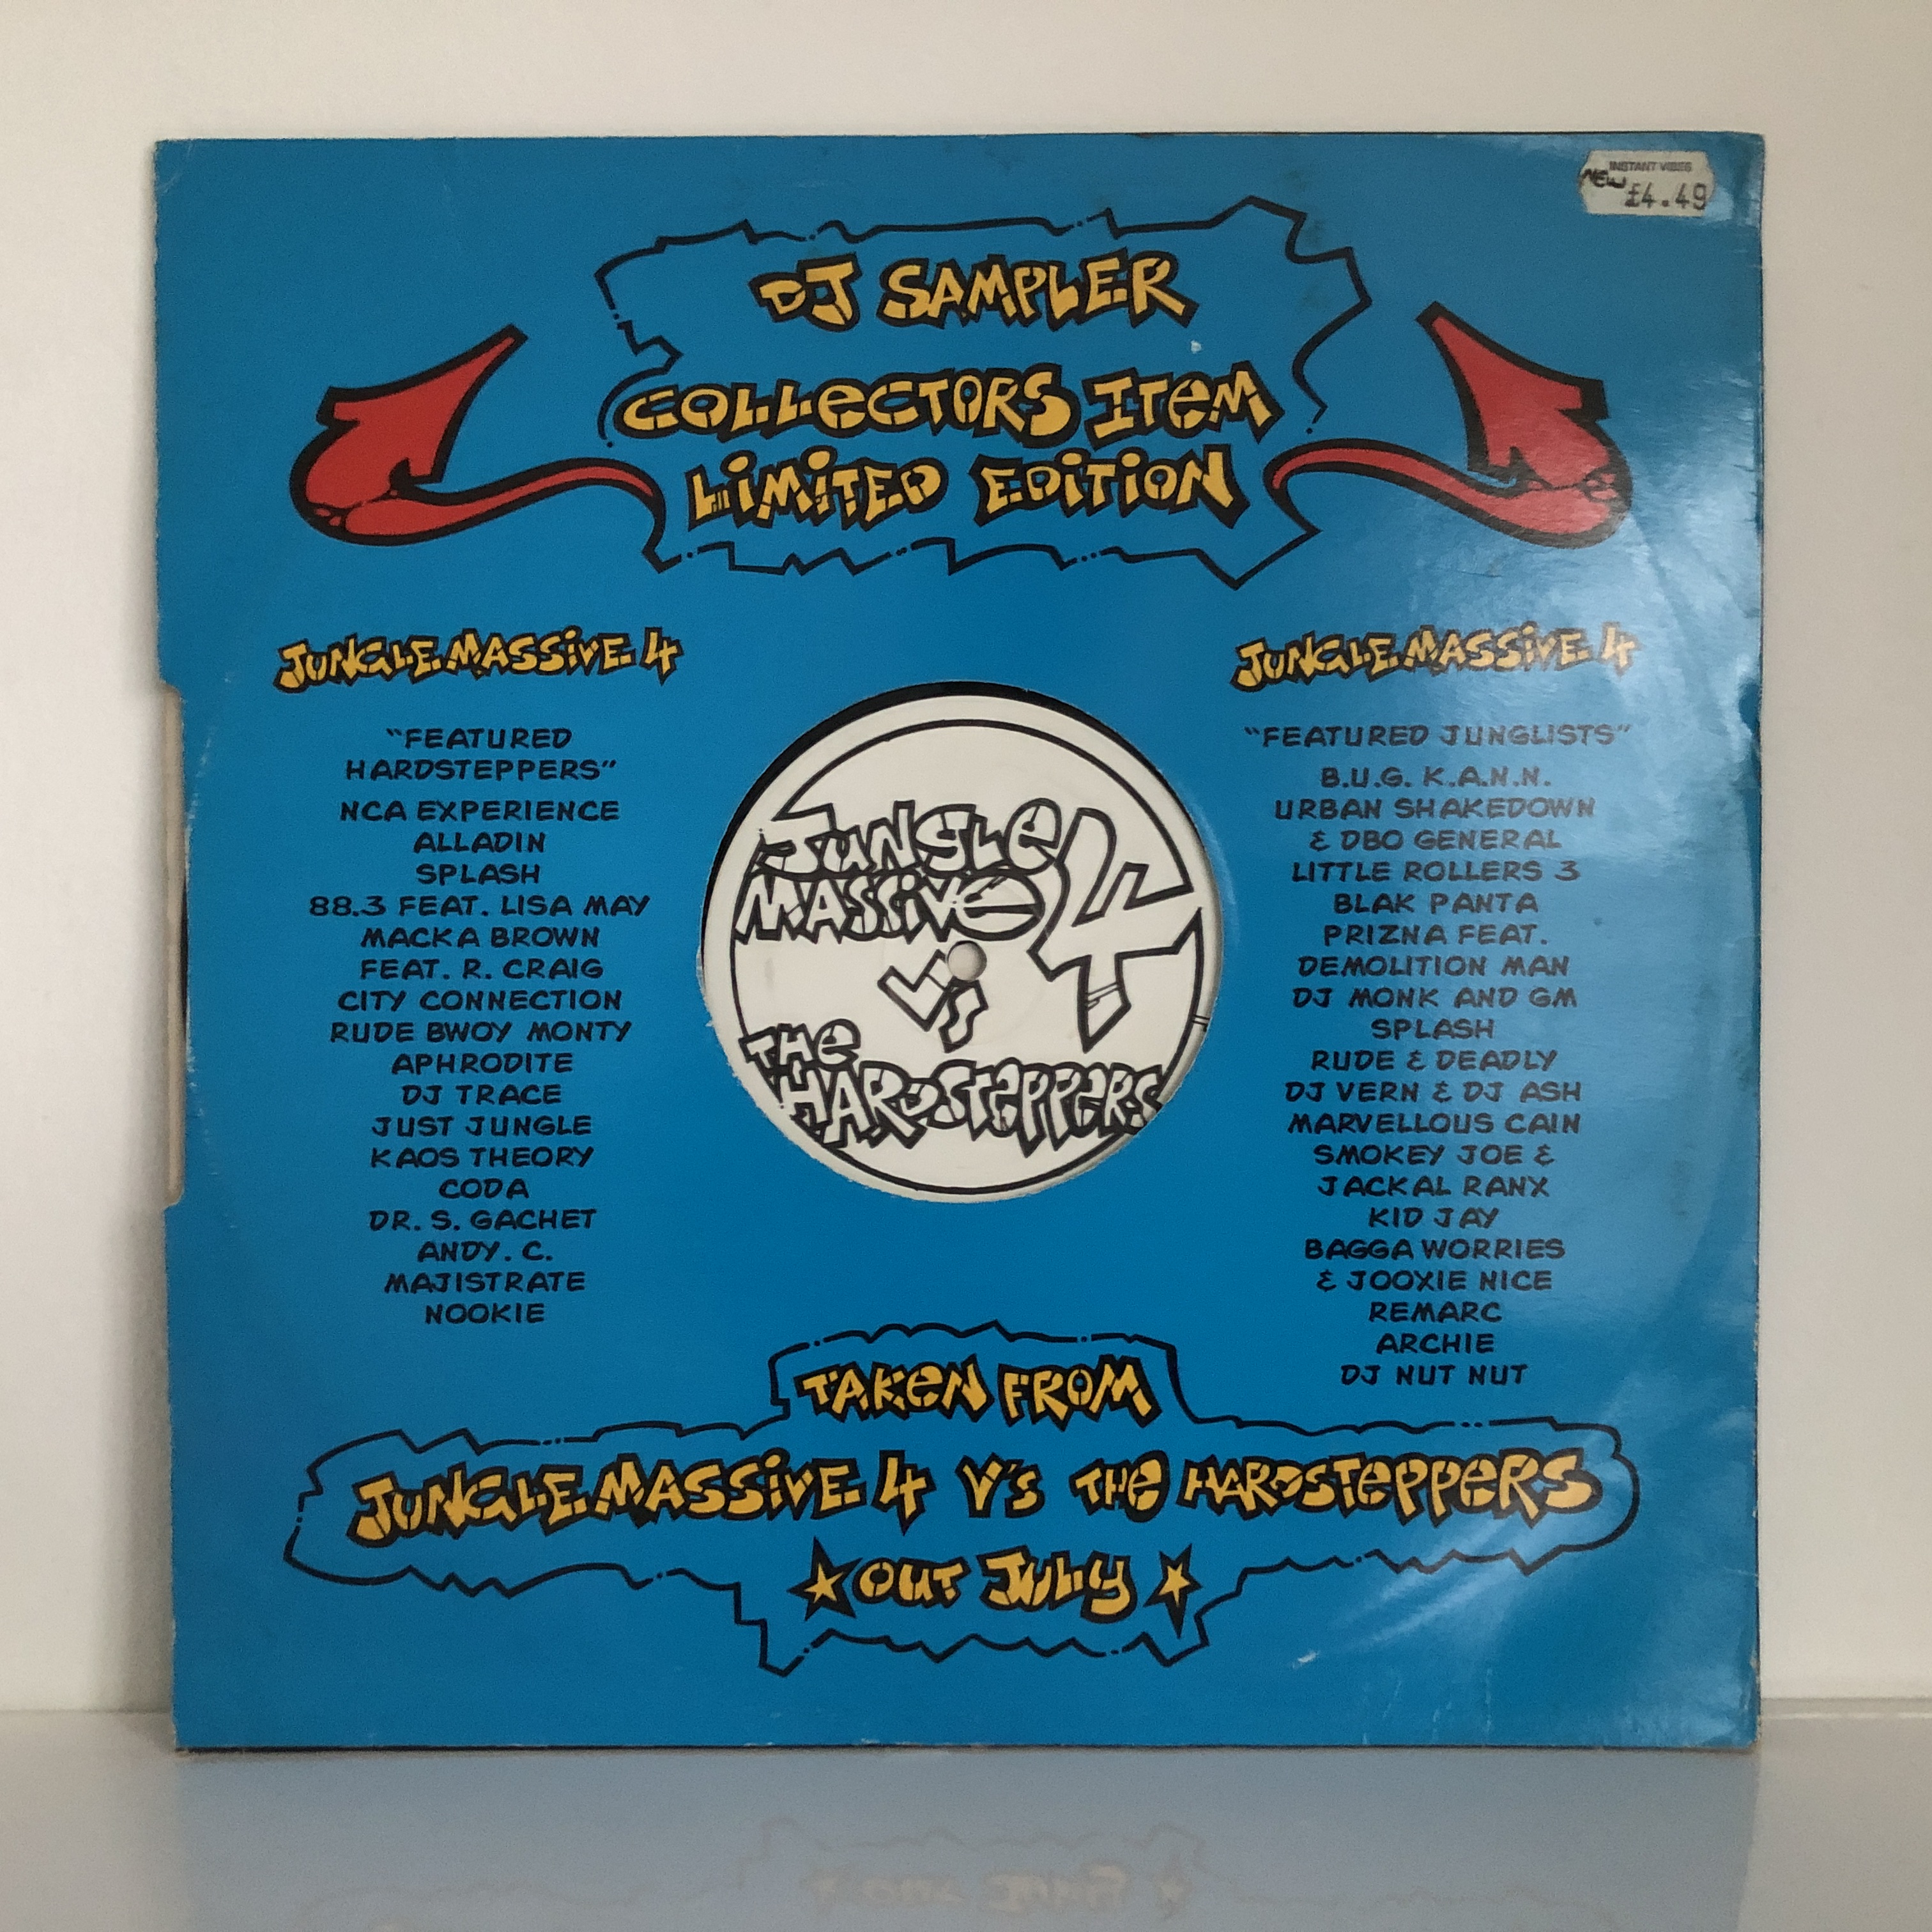 INSTANT VIBES
NEW £4.49
DJ SAMPLER
COLLECTORS ITEM
LIMITED EDITION
JUNGLE MASSIVE 4
"FEATURED
HARDSTEPPERS"
NCA EXPERIENCE
ALLADIN
SPLASH
88.3 FEAT. LISA MAY
MACKA BROWN
FEAT. R. CRAIG
CITY CONNECTION
RUDE BWOY MONTY
APHRODITE
DJ TRACE
JUST JUNGLE
KAOS THEORY
CODA
DR. S. GACHET
ANDY. C.
MAJISTRATE
NOOKIE
JUNGLE
MASSIVE 4
VS
THE
HARDSTEPPERS
JUNGLE MASSIVE 4
"FEATURED JUNGLISTS"
B.U.G. K.A.N.N.
URBAN SHAKEDOWN
& DBO GENERAL
LITTLE ROLLERS 3
BLAK PANTA
PRIZNA FEAT.
DEMOLITION MAN
DJ MONK AND GM
SPLASH
RUDE & DEADLY
DJ VERN & DJ ASH
MARVELLOUS CAIN
SMOKEY JOE &
JACKAL RANX
KID JAY
BAGGA WORRIES
& JOOXIE NICE
REMARC
ARCHIE
DJ NUT NUT
TAKEN FROM
JUNGLE MASSIVE 4 V'S THE HARDSTEPPERS
OUT JULY